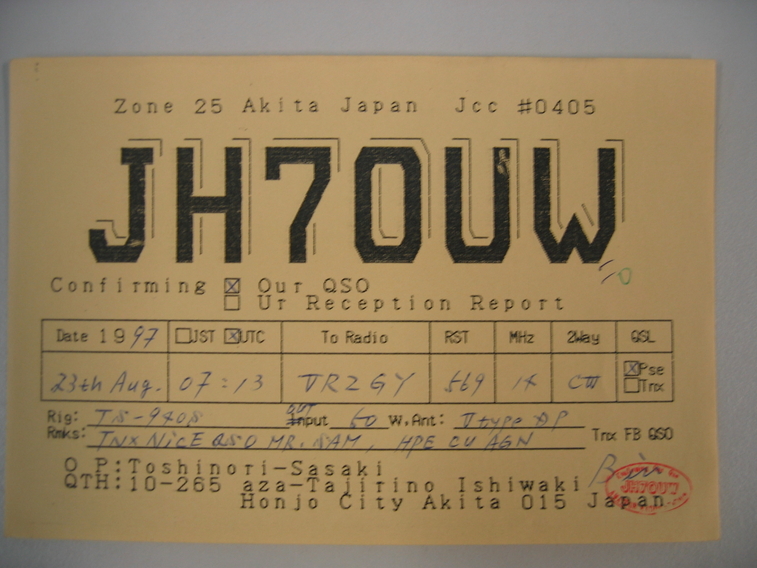 Zone 25 Akita Japan Jcc #0405
JH7OUW
Confirming ☒ Our QSO
☐ Ur Reception Report
Date 1997 ☐JST ☒UTC To Radio RST MHz 2Way QSL
23th Aug. 07:13 VR2GY 569 14 CW ☒Pse
☐Tnx
Rig: TS-940S OUT Input 50 W.Ant: V type DP
Rmks: TNX NICE QSO MR. SAM, HPE CU AGN Tnx FB QSO
O P:Toshinori-Sasaki
QTH:10-265 aza-Tajirino Ishiwaki
Honjo City Akita 015 Japan
JH7OUW